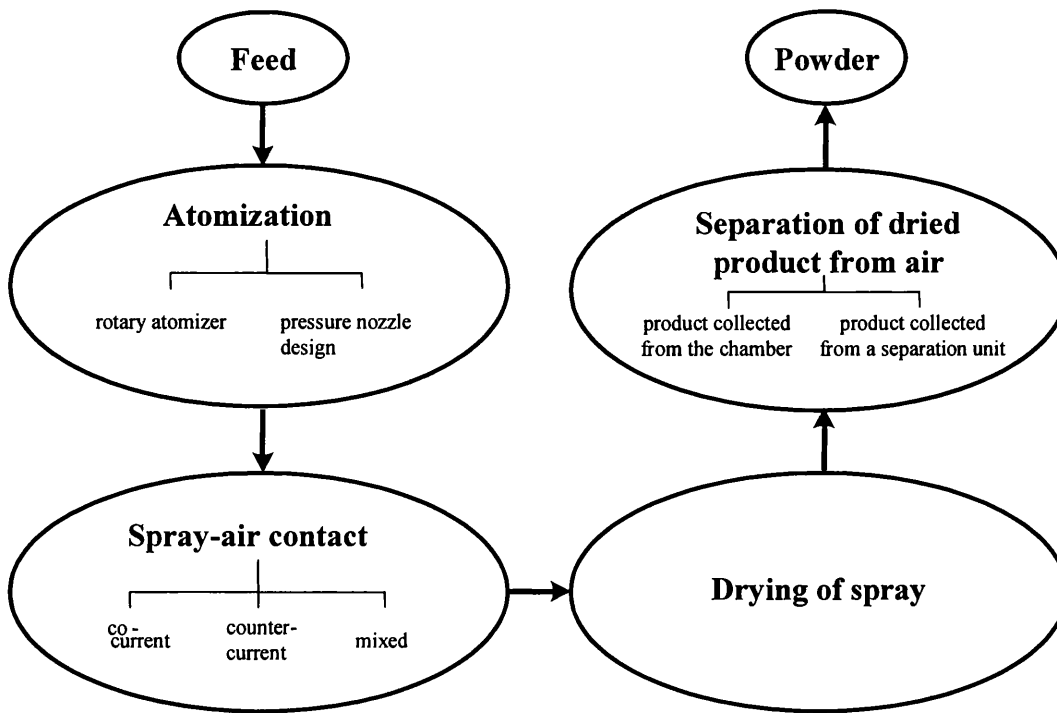 Feed
Atomization
rotary atomizer
pressure nozzle
design
Spray-air contact
co-
current
counter-
current
mixed
Drying of spray
Separation of dried
product from air
product collected
from the chamber
product collected
from a separation unit
Powder